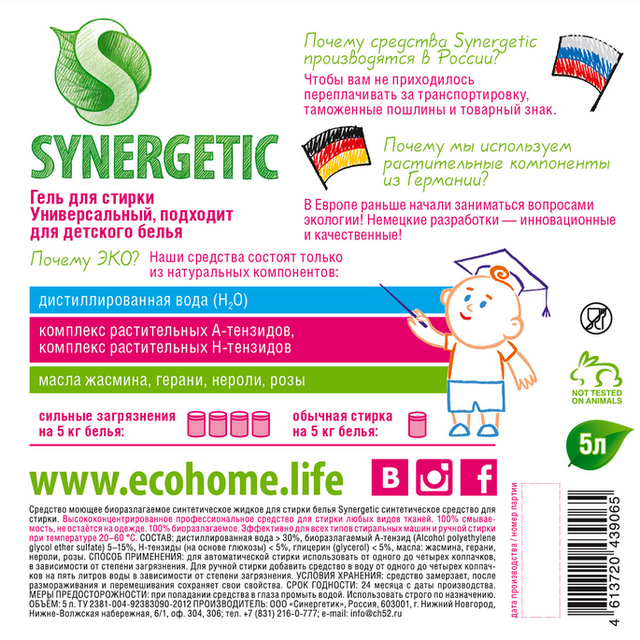 SYNERGETIC
Гель для стирки
Универсальный, подходит
для детского белья
Почему средства Synergetic
производятся в России?
Чтобы вам не приходилось
переплачивать за транспортировку,
таможенные пошлины и товарный знак.
Почему мы используем
растительные компоненты
из Германии?
В Европе раньше начали заниматься вопросами
экологии! Немецкие разработки — инновационные
и качественные!
Почему ЭКО?
Наши средства состоят только
из натуральных компонентов:
дистиллированная вода (H₂O)
комплекс растительных А-тензидов,
комплекс растительных Н-тензидов
масла жасмина, герани, нероли, розы
NOT TESTED
ON ANIMALS
сильные загрязнения
на 5 кг белья:
обычная стирка
на 5 кг белья:
5л
www.ecohome.life
B
f
Средство моющее биоразлагаемое синтетическое жидкое для стирки белья Synergetic синтетическое средство для
стирки. Высококонцентрированное профессиональное средство для стирки любых видов тканей. 100% смывае-
мость, не остаётся на одежде. 100% биоразлагаемое. Эффективно для всех типов стиральных машин и ручной стирки
при температуре 20–60 °C. СОСТАВ: дистиллированная вода > 30%, биоразлагаемый А-тензид (Alcohol polyethylene
glycol ether sulfate) 5–15%, Н-тензиды (на основе глюкозы) < 5%, глицерин (glycerol) < 5%, масла: жасмина, герани,
нероли, розы. СПОСОБ ПРИМЕНЕНИЯ: для автоматической стирки использовать от одного до четырех колпачков,
в зависимости от степени загрязнения. Для ручной стирки добавить средство в воду от одного до четырех колпач-
ков на пять литров воды в зависимости от степени загрязнения. УСЛОВИЯ ХРАНЕНИЯ: средство замерзает, после
размораживания и перемешивания сохраняет свои свойства. СРОК ГОДНОСТИ: 24 месяца с даты производства.
МЕРЫ ПРЕДОСТОРОЖНОСТИ: при попадании средства в глаза промыть водой. Использовать строго по назначению.
ОБЪЁМ: 5 л. ТУ 2381-004-92383090-2012 ПРОИЗВОДИТЕЛЬ: ООО «Синергетик», Россия, 603001, г. Нижний Новгород,
Нижне-Волжская набережная, 6/1, оф. 304, 306; тел. +7 (831) 216-0-777; e-mail: info@ch52.ru
дата производства / номер партии
4 613720 439065